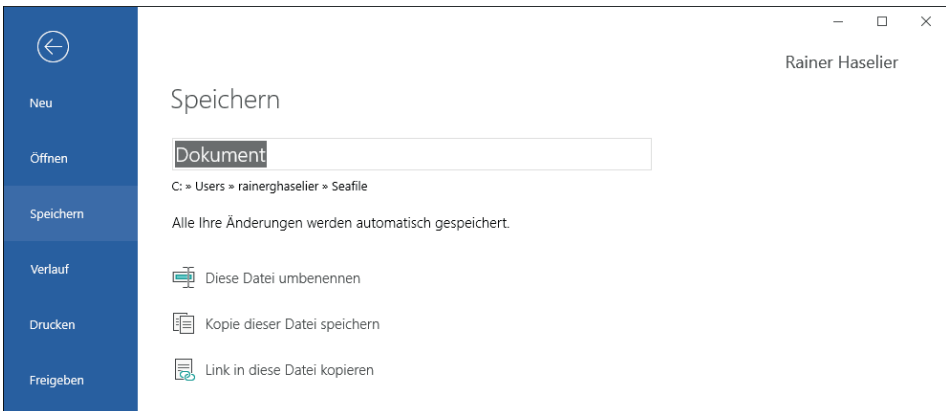 Rainer Haselier
Neu
Öffnen
Speichern
Verlauf
Drucken
Freigeben
Speichern
Dokument
C: » Users » rainerghaselier » Seafile
Alle Ihre Änderungen werden automatisch gespeichert.
Diese Datei umbenennen
Kopie dieser Datei speichern
Link in diese Datei kopieren